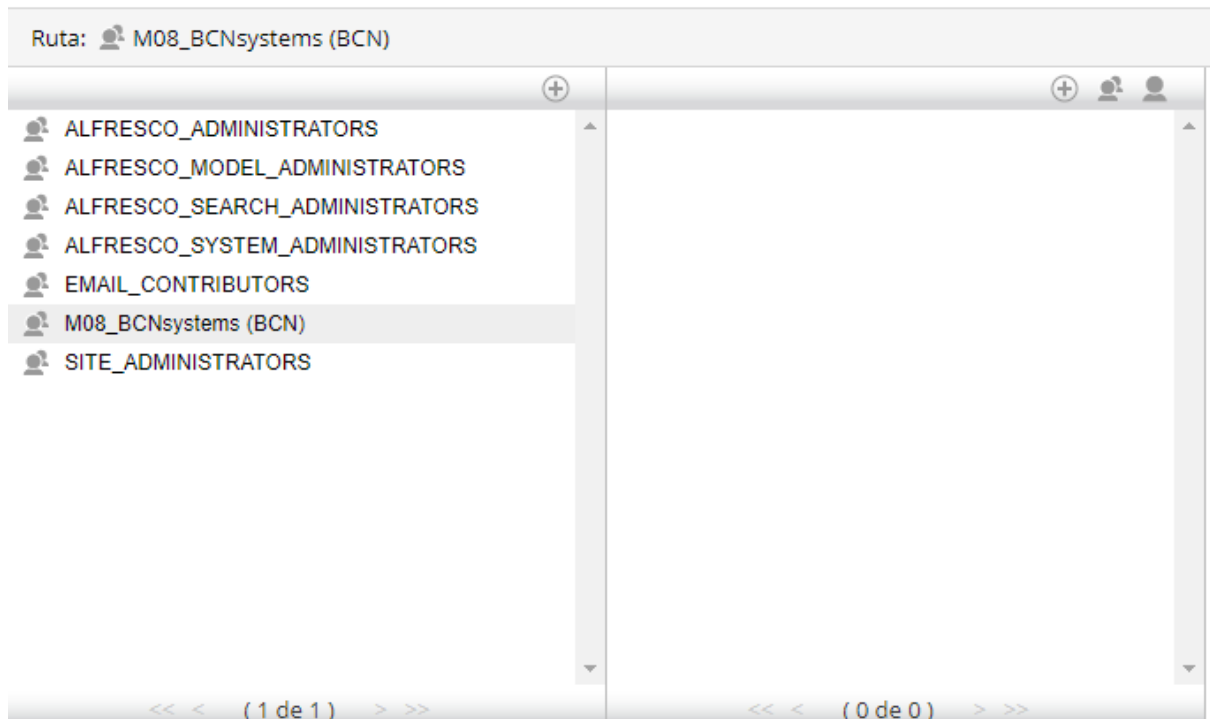 Ruta: M08_BCNsystems (BCN)
ALFRESCO_ADMINISTRATORS
ALFRESCO_MODEL_ADMINISTRATORS
ALFRESCO_SEARCH_ADMINISTRATORS
ALFRESCO_SYSTEM_ADMINISTRATORS
EMAIL_CONTRIBUTORS
M08_BCNsystems (BCN)
SITE_ADMINISTRATORS
<< < ( 1 de 1 ) > >>
<< < ( 0 de 0 ) > >>